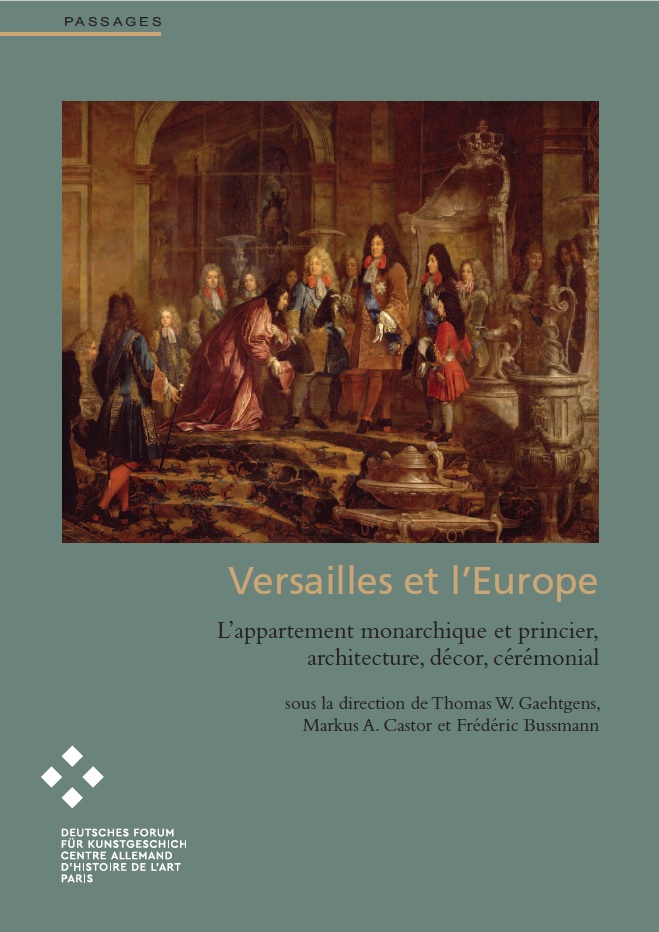 PASSAGES
Versailles et l’Europe
L’appartement monarchique et princier,
architecture, décor, cérémonial
sous la direction de Thomas W. Gaehtgens,
Markus A. Castor et Frédéric Bussmann
DEUTSCHES FORUM
FÜR KUNSTGESCHICH
CENTRE ALLEMAND
D’HISTOIRE DE L’ART
PARIS